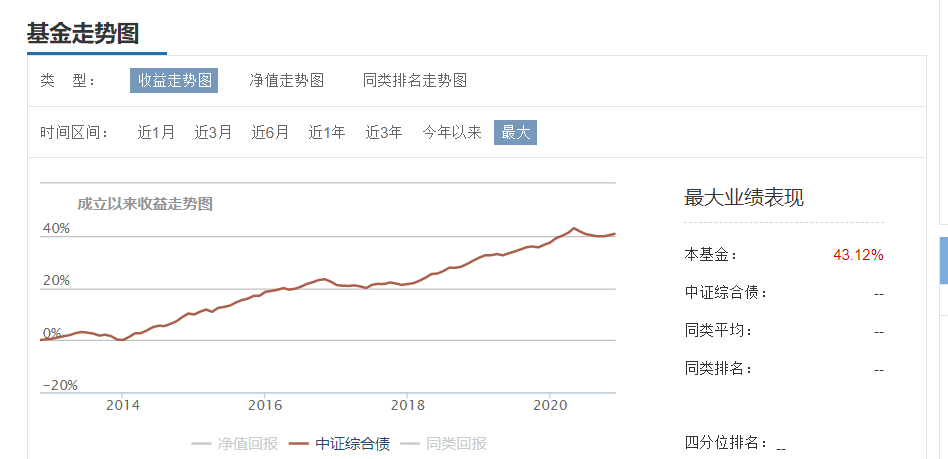 基金走势图
类 型： 收益走势图 净值走势图 同类排名走势图
时间区间： 近1月 近3月 近6月 近1年 近3年 今年以来 最大
成立以来收益走势图
40%
20%
0%
-20%
2014 2016 2018 2020
净值回报 中证综合债 同类回报
最大业绩表现
本基金： 43.12%
中证综合债： --
同类平均： --
同类排名： --
四分位排名： --